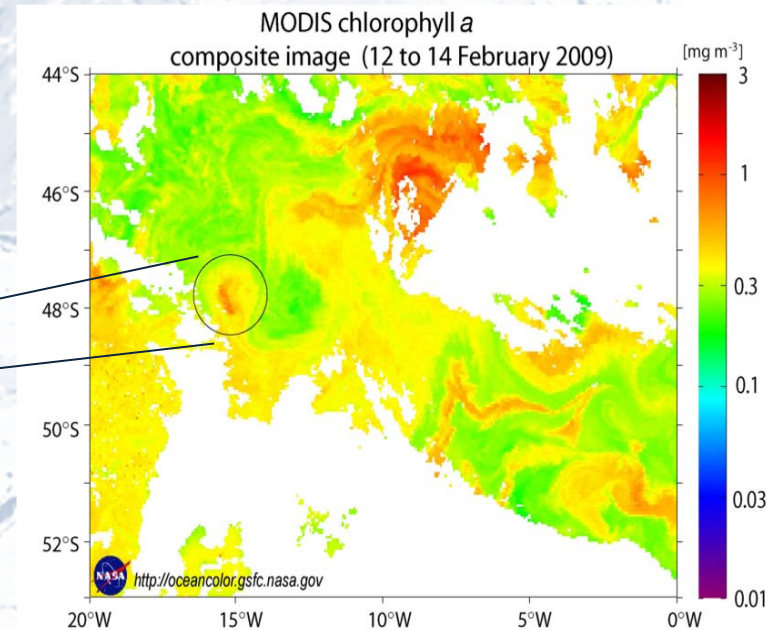 MODIS chlorophyll a
composite image (12 to 14 February 2009)
[mg m⁻³]
44°S
46°S
48°S
50°S
52°S
3
1
0.3
0.1
0.03
0.01
NASA http://oceancolor.gsfc.nasa.gov
20°W 15°W 10°W 5°W 0°W